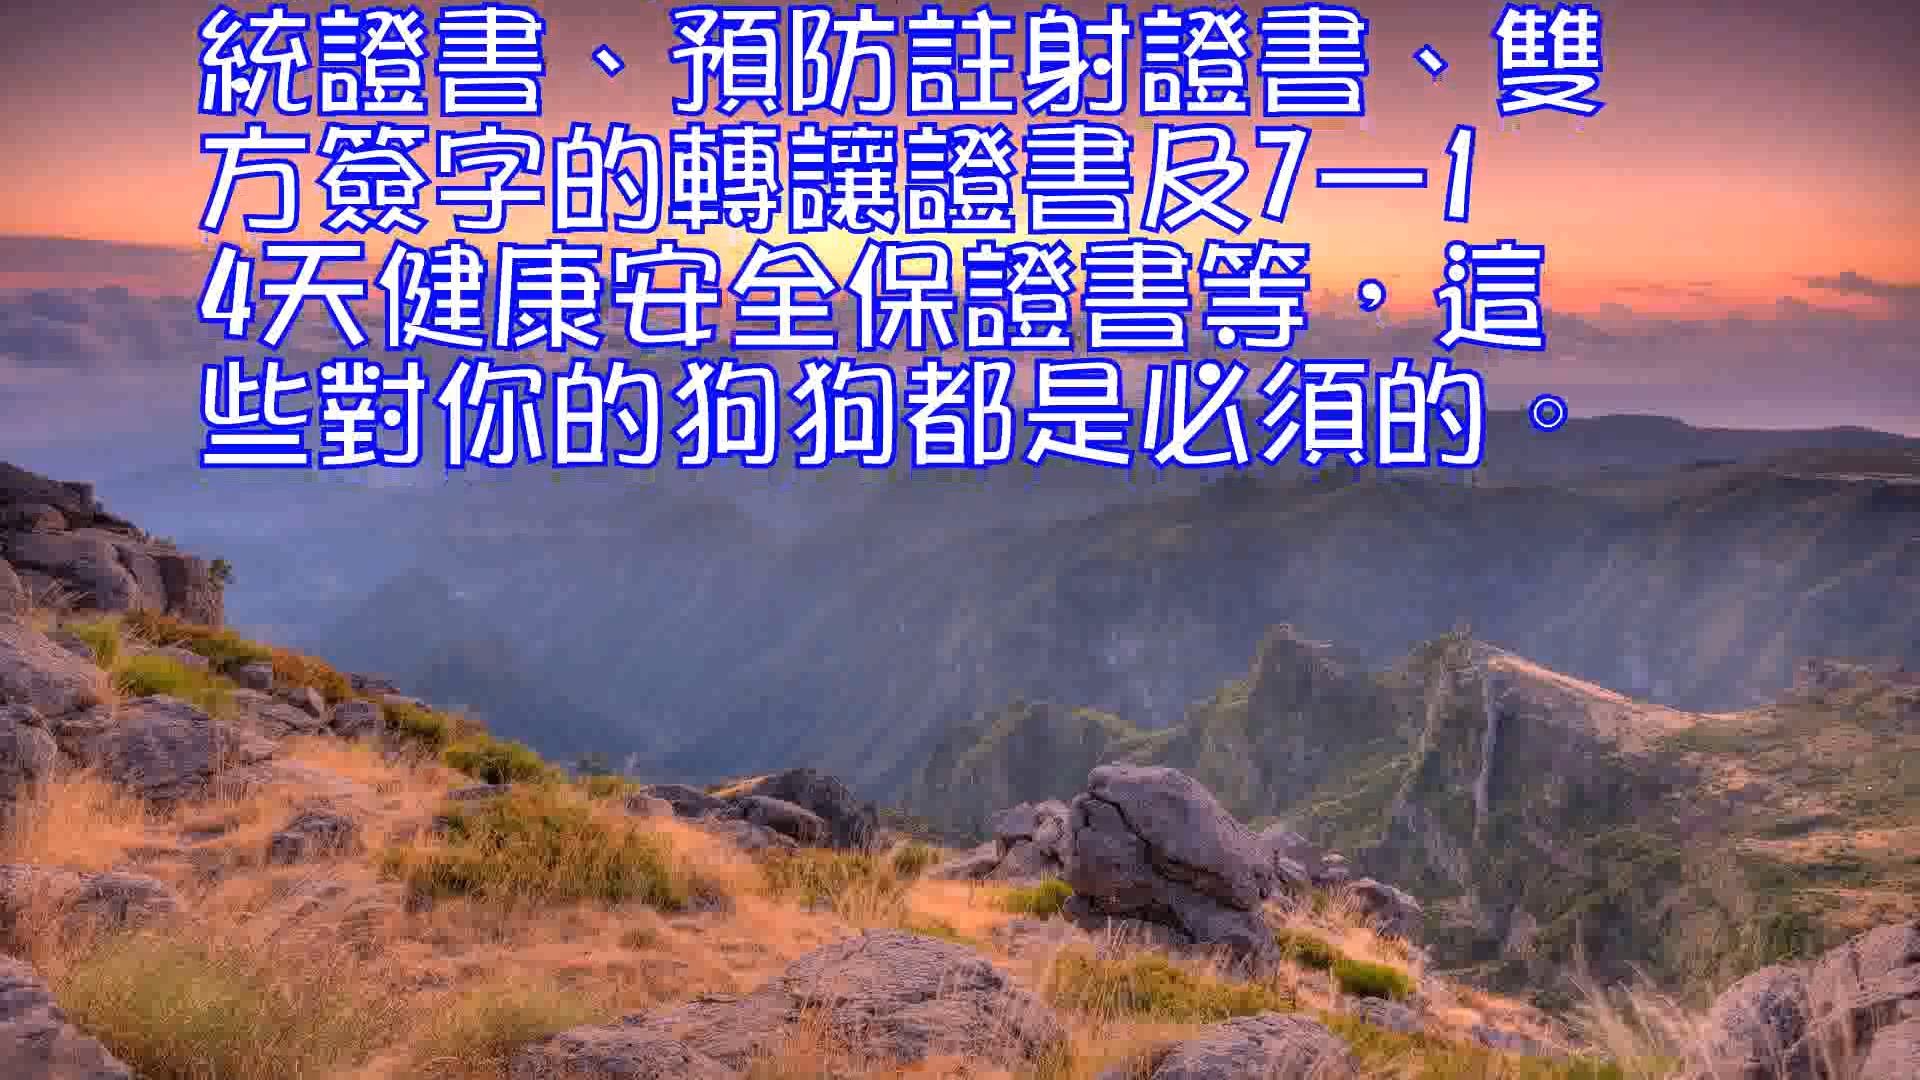 統證書、預防註射證書、雙
方簽字的轉讓證書及7—1
4天健康安全保證書等，這
些對你的狗狗都是必須的。